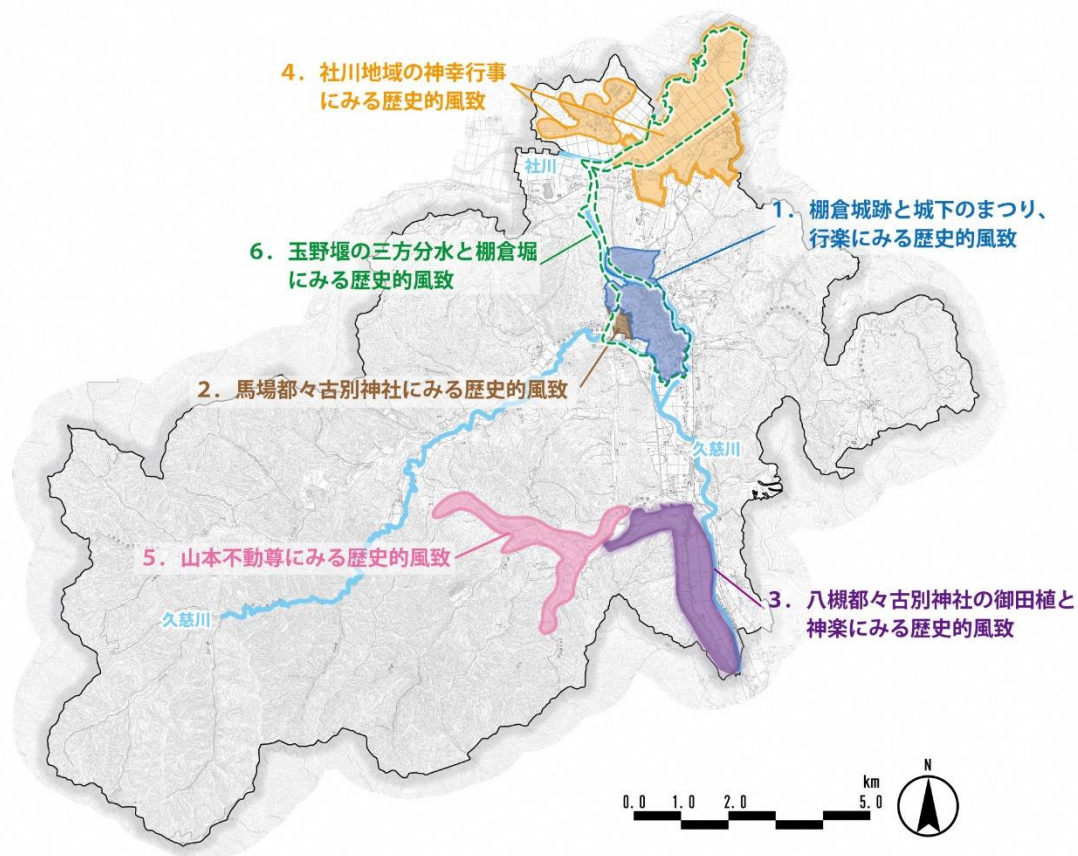 4．社川地域の神幸行事
にみる歴史的風致
社川
1．棚倉城跡と城下のまつり、
行楽にみる歴史的風致
6．玉野堰の三方分水と棚倉堀
にみる歴史的風致
2．馬場都々古別神社にみる歴史的風致
久慈川
5．山本不動尊にみる歴史的風致
3．八槻都々古別神社の御田植と
神楽にみる歴史的風致
久慈川
km
0.0 1.0 2.0 5.0
N